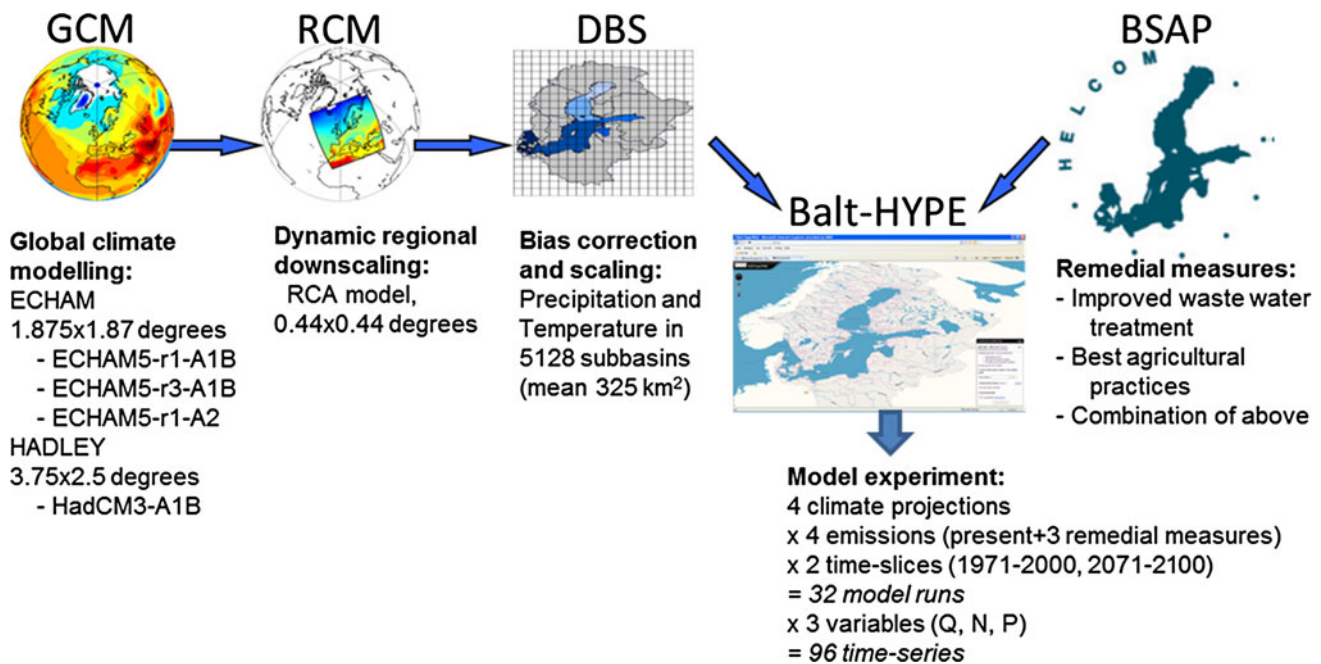 GCM
RCM
DBS
BSAP
HELCOM
Global climate
modelling:
ECHAM
1.875x1.87 degrees
- ECHAM5-r1-A1B
- ECHAM5-r3-A1B
- ECHAM5-r1-A2
HADLEY
3.75x2.5 degrees
- HadCM3-A1B
Dynamic regional
downscaling:
RCA model,
0.44x0.44 degrees
Bias correction
and scaling:
Precipitation and
Temperature in
5128 subbasins
(mean 325 km²)
Balt-HYPE
Remedial measures:
- Improved waste water
treatment
- Best agricultural
practices
- Combination of above
Model experiment:
4 climate projections
x 4 emissions (present+3 remedial measures)
x 2 time-slices (1971-2000, 2071-2100)
= 32 model runs
x 3 variables (Q, N, P)
= 96 time-series